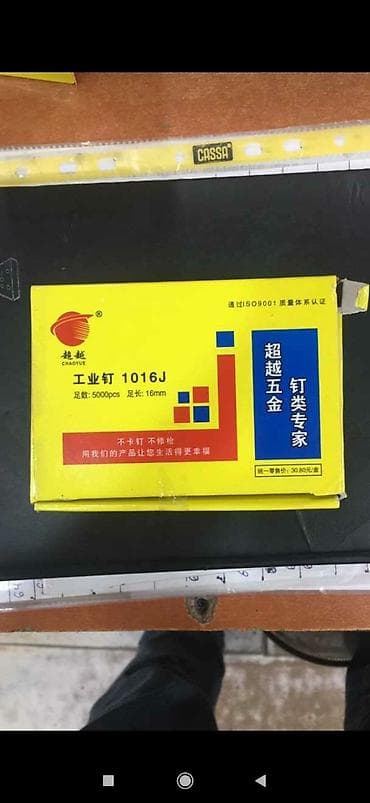 CASSA
通过ISO9001质量体系认证
®
超越
CHAOYUE
工业钉 1016J
足数: 5000pcs 足长: 16mm
超越五金
钉类专家
不卡钉 不修枪
用我们的产品让您生活得更幸福
统一零售价: 30.80元/盒